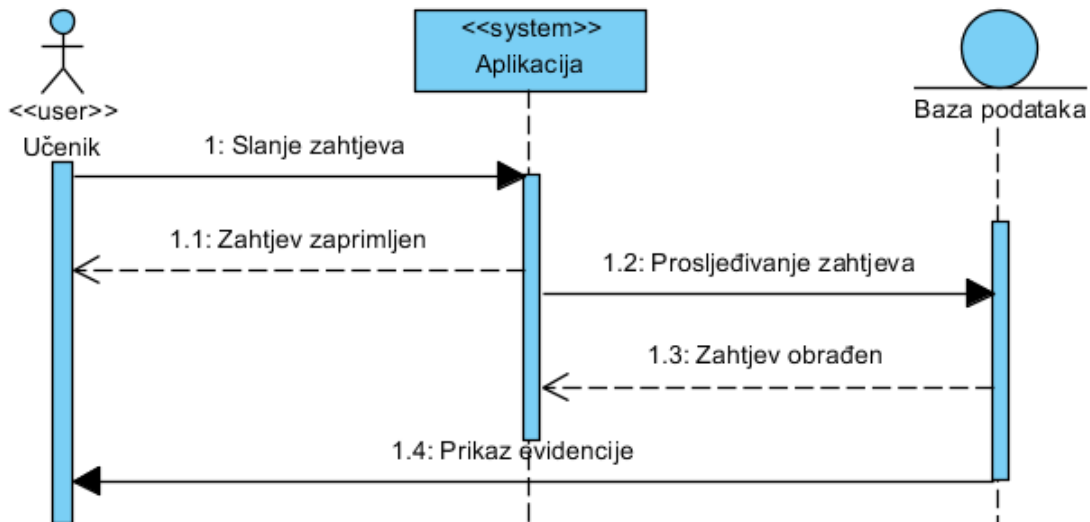 <<system>>
Aplikacija
<<user>>
Učenik
Baza podataka
1: Slanje zahtjeva
1.1: Zahtjev zaprimljen
1.2: Prosljeđivanje zahtjeva
1.3: Zahtjev obrađen
1.4: Prikaz evidencije